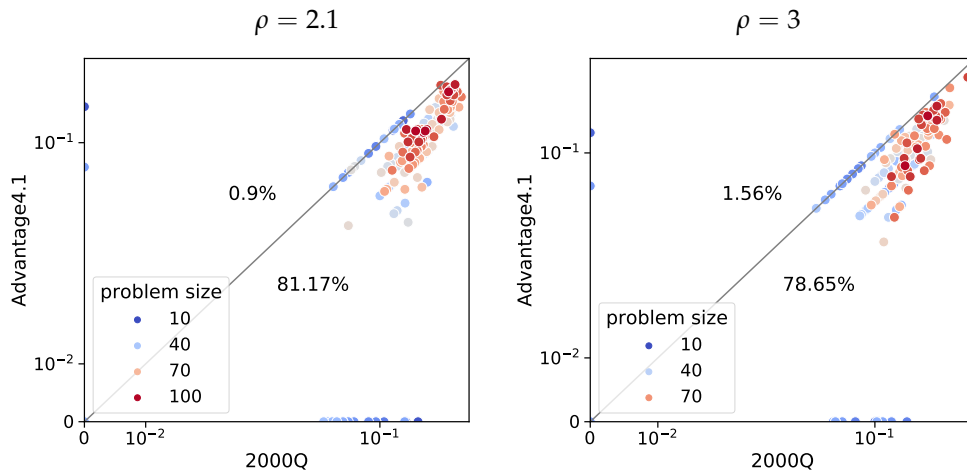 ρ = 2.1
Advantage4.1
10⁻¹
10⁻²
0
0.9%
81.17%
problem size
10
40
70
100
0
10⁻²
10⁻¹
2000Q
ρ = 3
Advantage4.1
10⁻¹
10⁻²
0
1.56%
78.65%
problem size
10
40
70
0
10⁻²
10⁻¹
2000Q